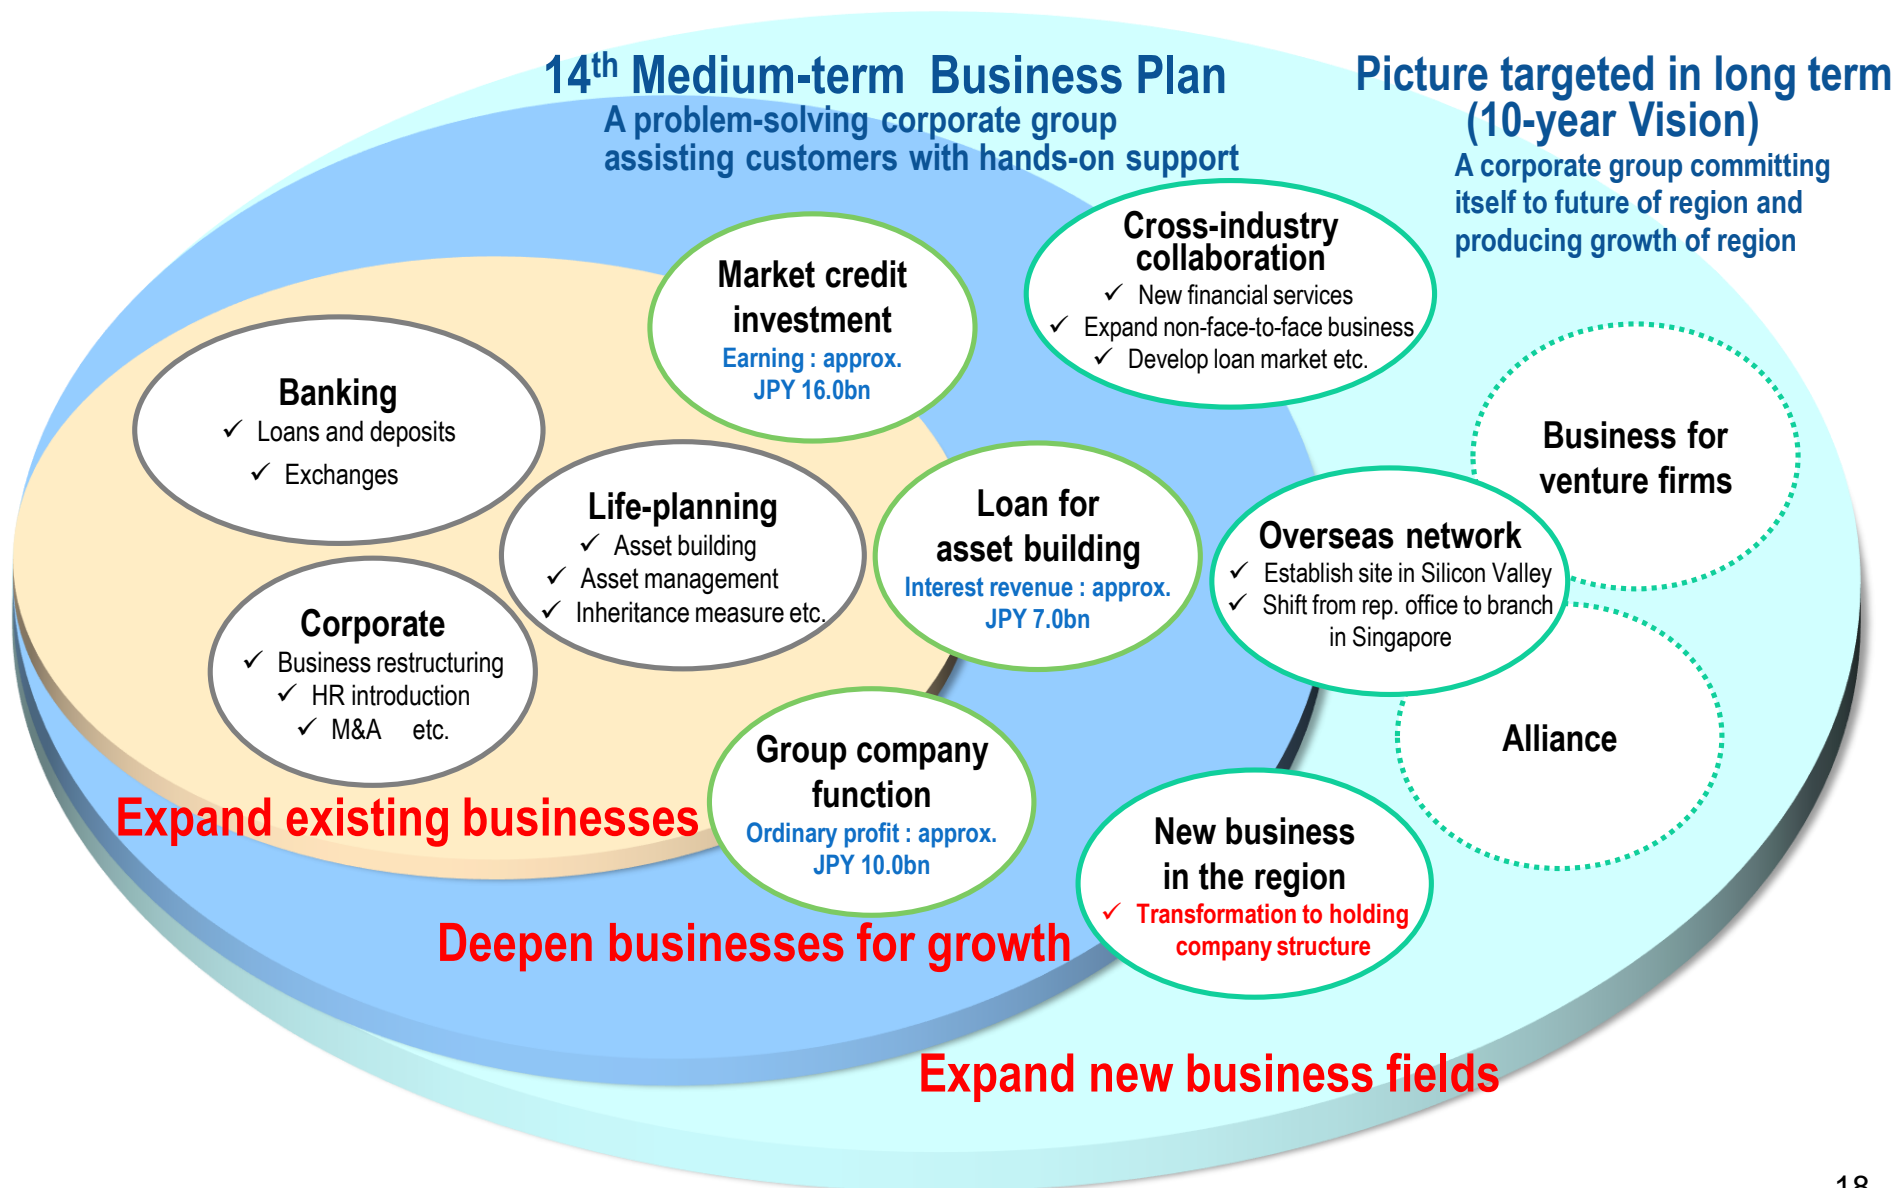 14th Medium-term Business Plan
A problem-solving corporate group
assisting customers with hands-on support
Picture targeted in long term
(10-year Vision)
A corporate group committing
itself to future of region and
producing growth of region
Cross-industry
collaboration
✓ New financial services
✓ Expand non-face-to-face business
✓ Develop loan market etc.
Market credit
investment
Earning : approx.
JPY 16.0bn
Banking
✓ Loans and deposits
✓ Exchanges
Life-planning
✓ Asset building
✓ Asset management
✓ Inheritance measure etc.
Loan for
asset building
Interest revenue : approx.
JPY 7.0bn
Business for
venture firms
Overseas network
✓ Establish site in Silicon Valley
✓ Shift from rep. office to branch
in Singapore
Corporate
✓ Business restructuring
✓ HR introduction
✓ M&A etc.
Alliance
Group company
function
Ordinary profit : approx.
JPY 10.0bn
New business
in the region
✓ Transformation to holding
company structure
Expand existing businesses
Deepen businesses for growth
Expand new business fields
18